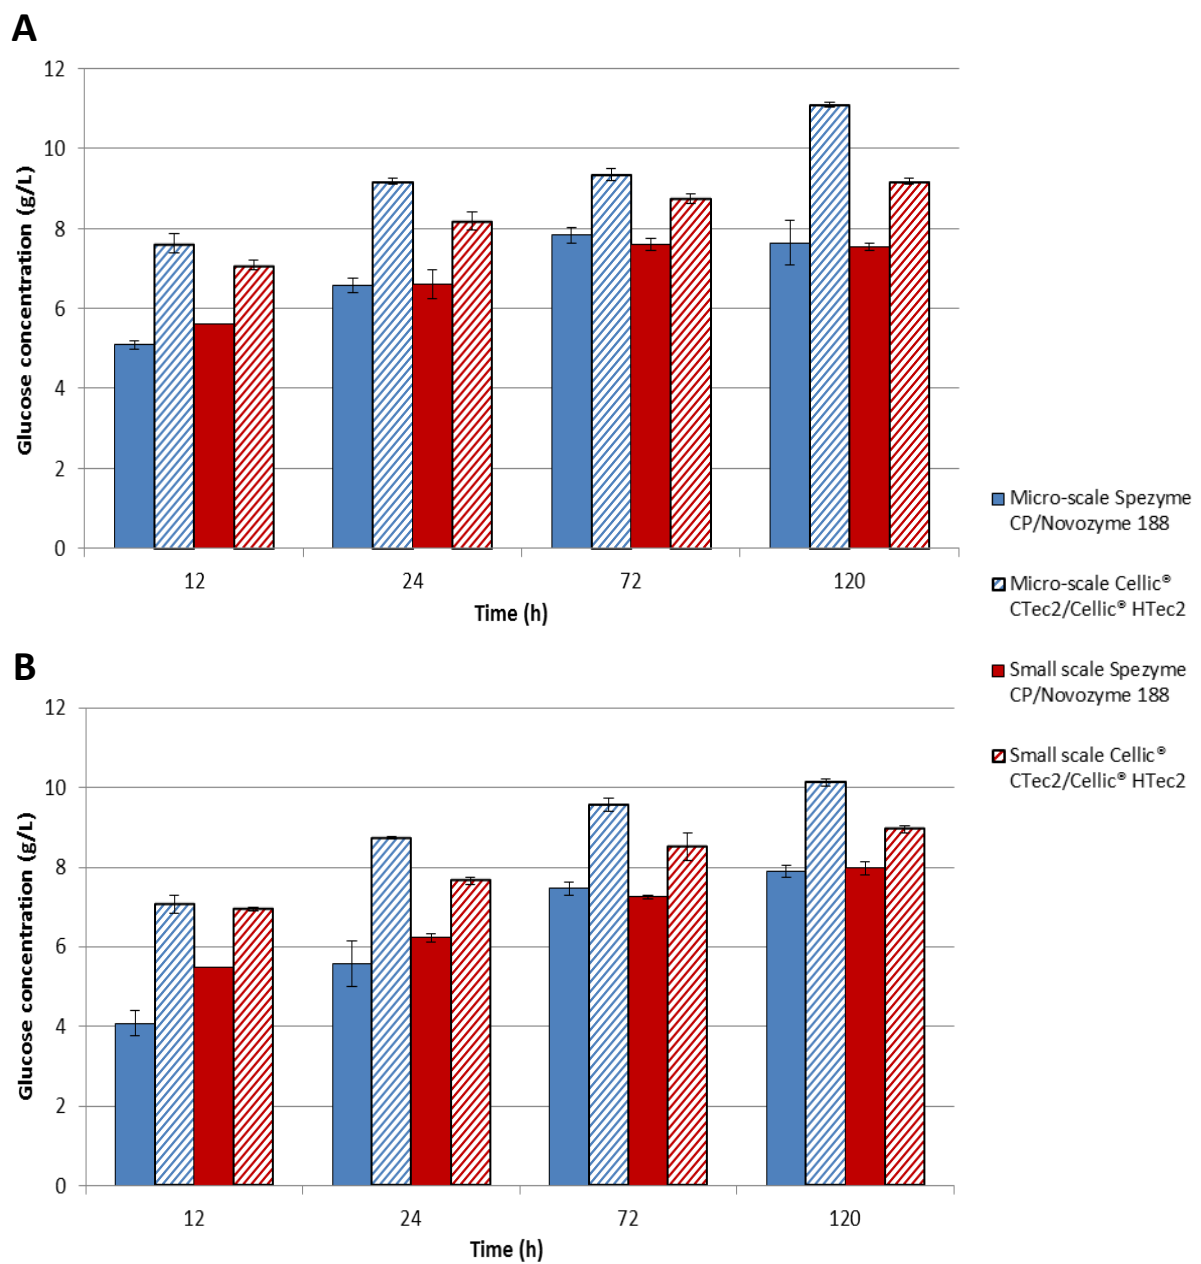 A
12
10
8
6
4
2
0
Glucose concentration (g/L)
12 24 72 120
Time (h)
Micro-scale Spezyme
CP/Novozyme 188
Micro-scale Cellic®
CTec2/Cellic® HTec2
Small scale Spezyme
CP/Novozyme 188
Small scale Cellic®
CTec2/Cellic® HTec2
B
12
10
8
6
4
2
0
Glucose concentration (g/L)
12 24 72 120
Time (h)